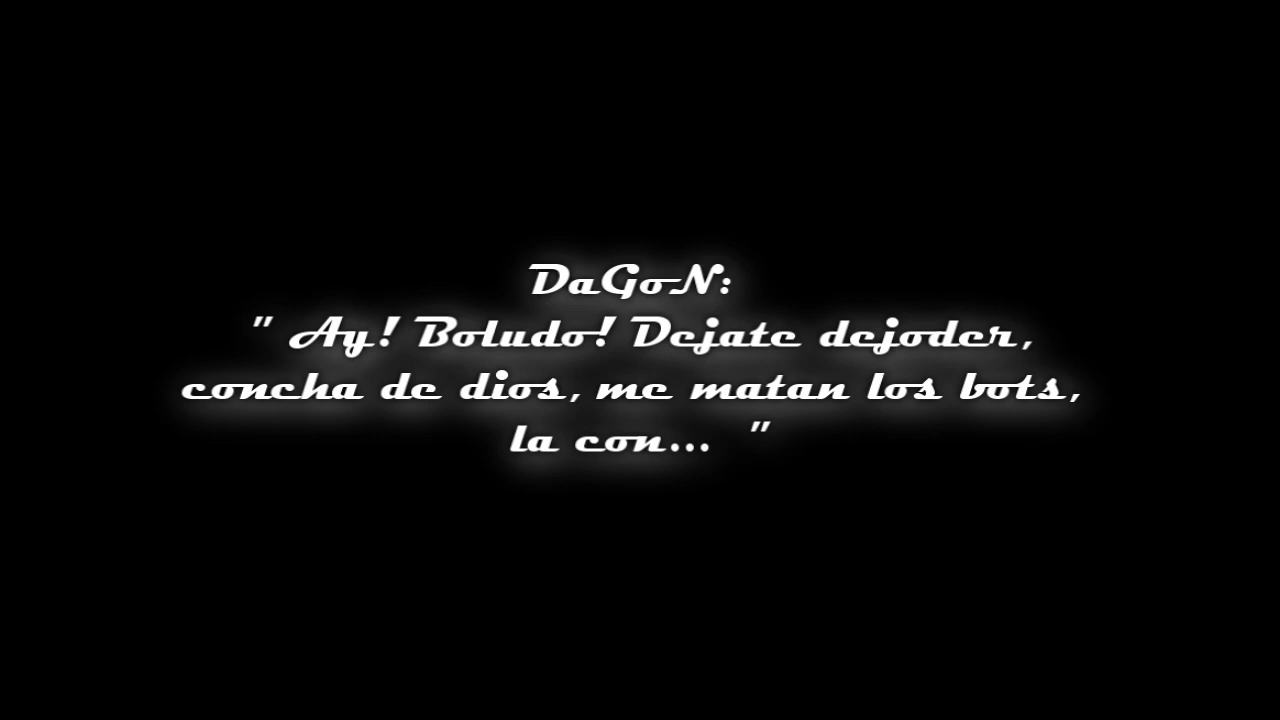 DaGoN:
" Ay! Boludo! Dejate dejoder,
concha de dios, me matan los bots,
la con... "